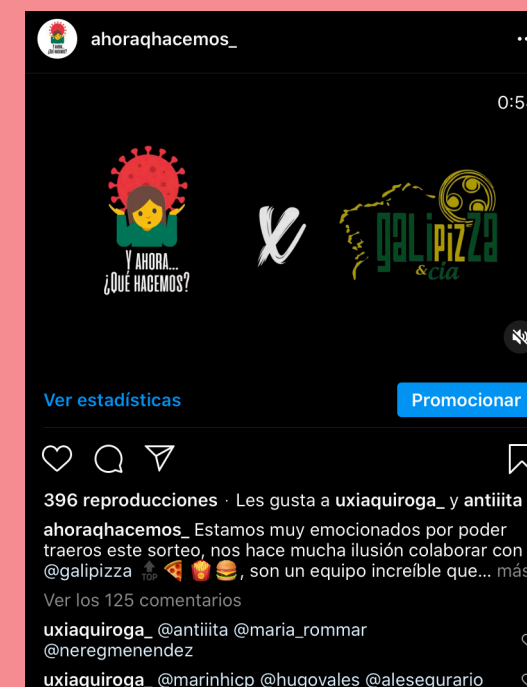 ahoraqhacemos_
0:5
Y AHORA...
¿QUÉ HACEMOS?
X
galipizza
&cía
Ver estadísticas
Promocionar
396 reproducciones · Les gusta a uxiaquiroga_ y antiiita
ahoraqhacemos_ Estamos muy emocionados por poder
traeros este sorteo, nos hace mucha ilusión colaborar con
@galipizza 🔝 🍕 🍟 🍔, son un equipo increíble que... más
Ver los 125 comentarios
uxiaquiroga_ @antiiita @maria_rommar
@neregmenendez
uxiaquiroga_ @marinhicp @hugovales @alesegurario